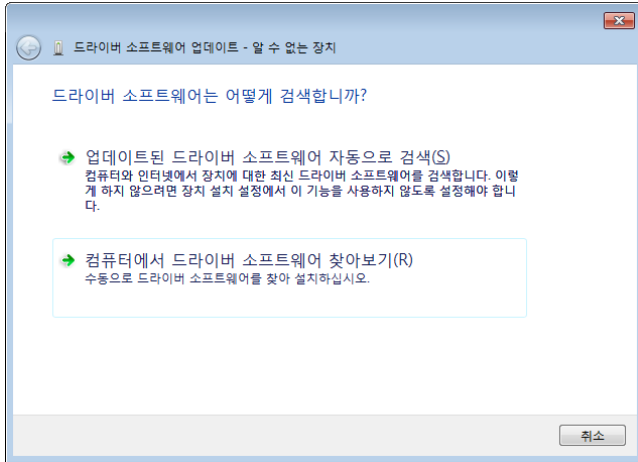 드라이버 소프트웨어 업데이트 - 알 수 없는 장치
드라이버 소프트웨어는 어떻게 검색합니까?
업데이트된 드라이버 소프트웨어 자동으로 검색(S)
컴퓨터와 인터넷에서 장치에 대한 최신 드라이버 소프트웨어를 검색합니다. 이렇
게 하지 않으려면 장치 설치 설정에서 이 기능을 사용하지 않도록 설정해야 합니
다.
컴퓨터에서 드라이버 소프트웨어 찾아보기(R)
수동으로 드라이버 소프트웨어를 찾아 설치하십시오.
취소